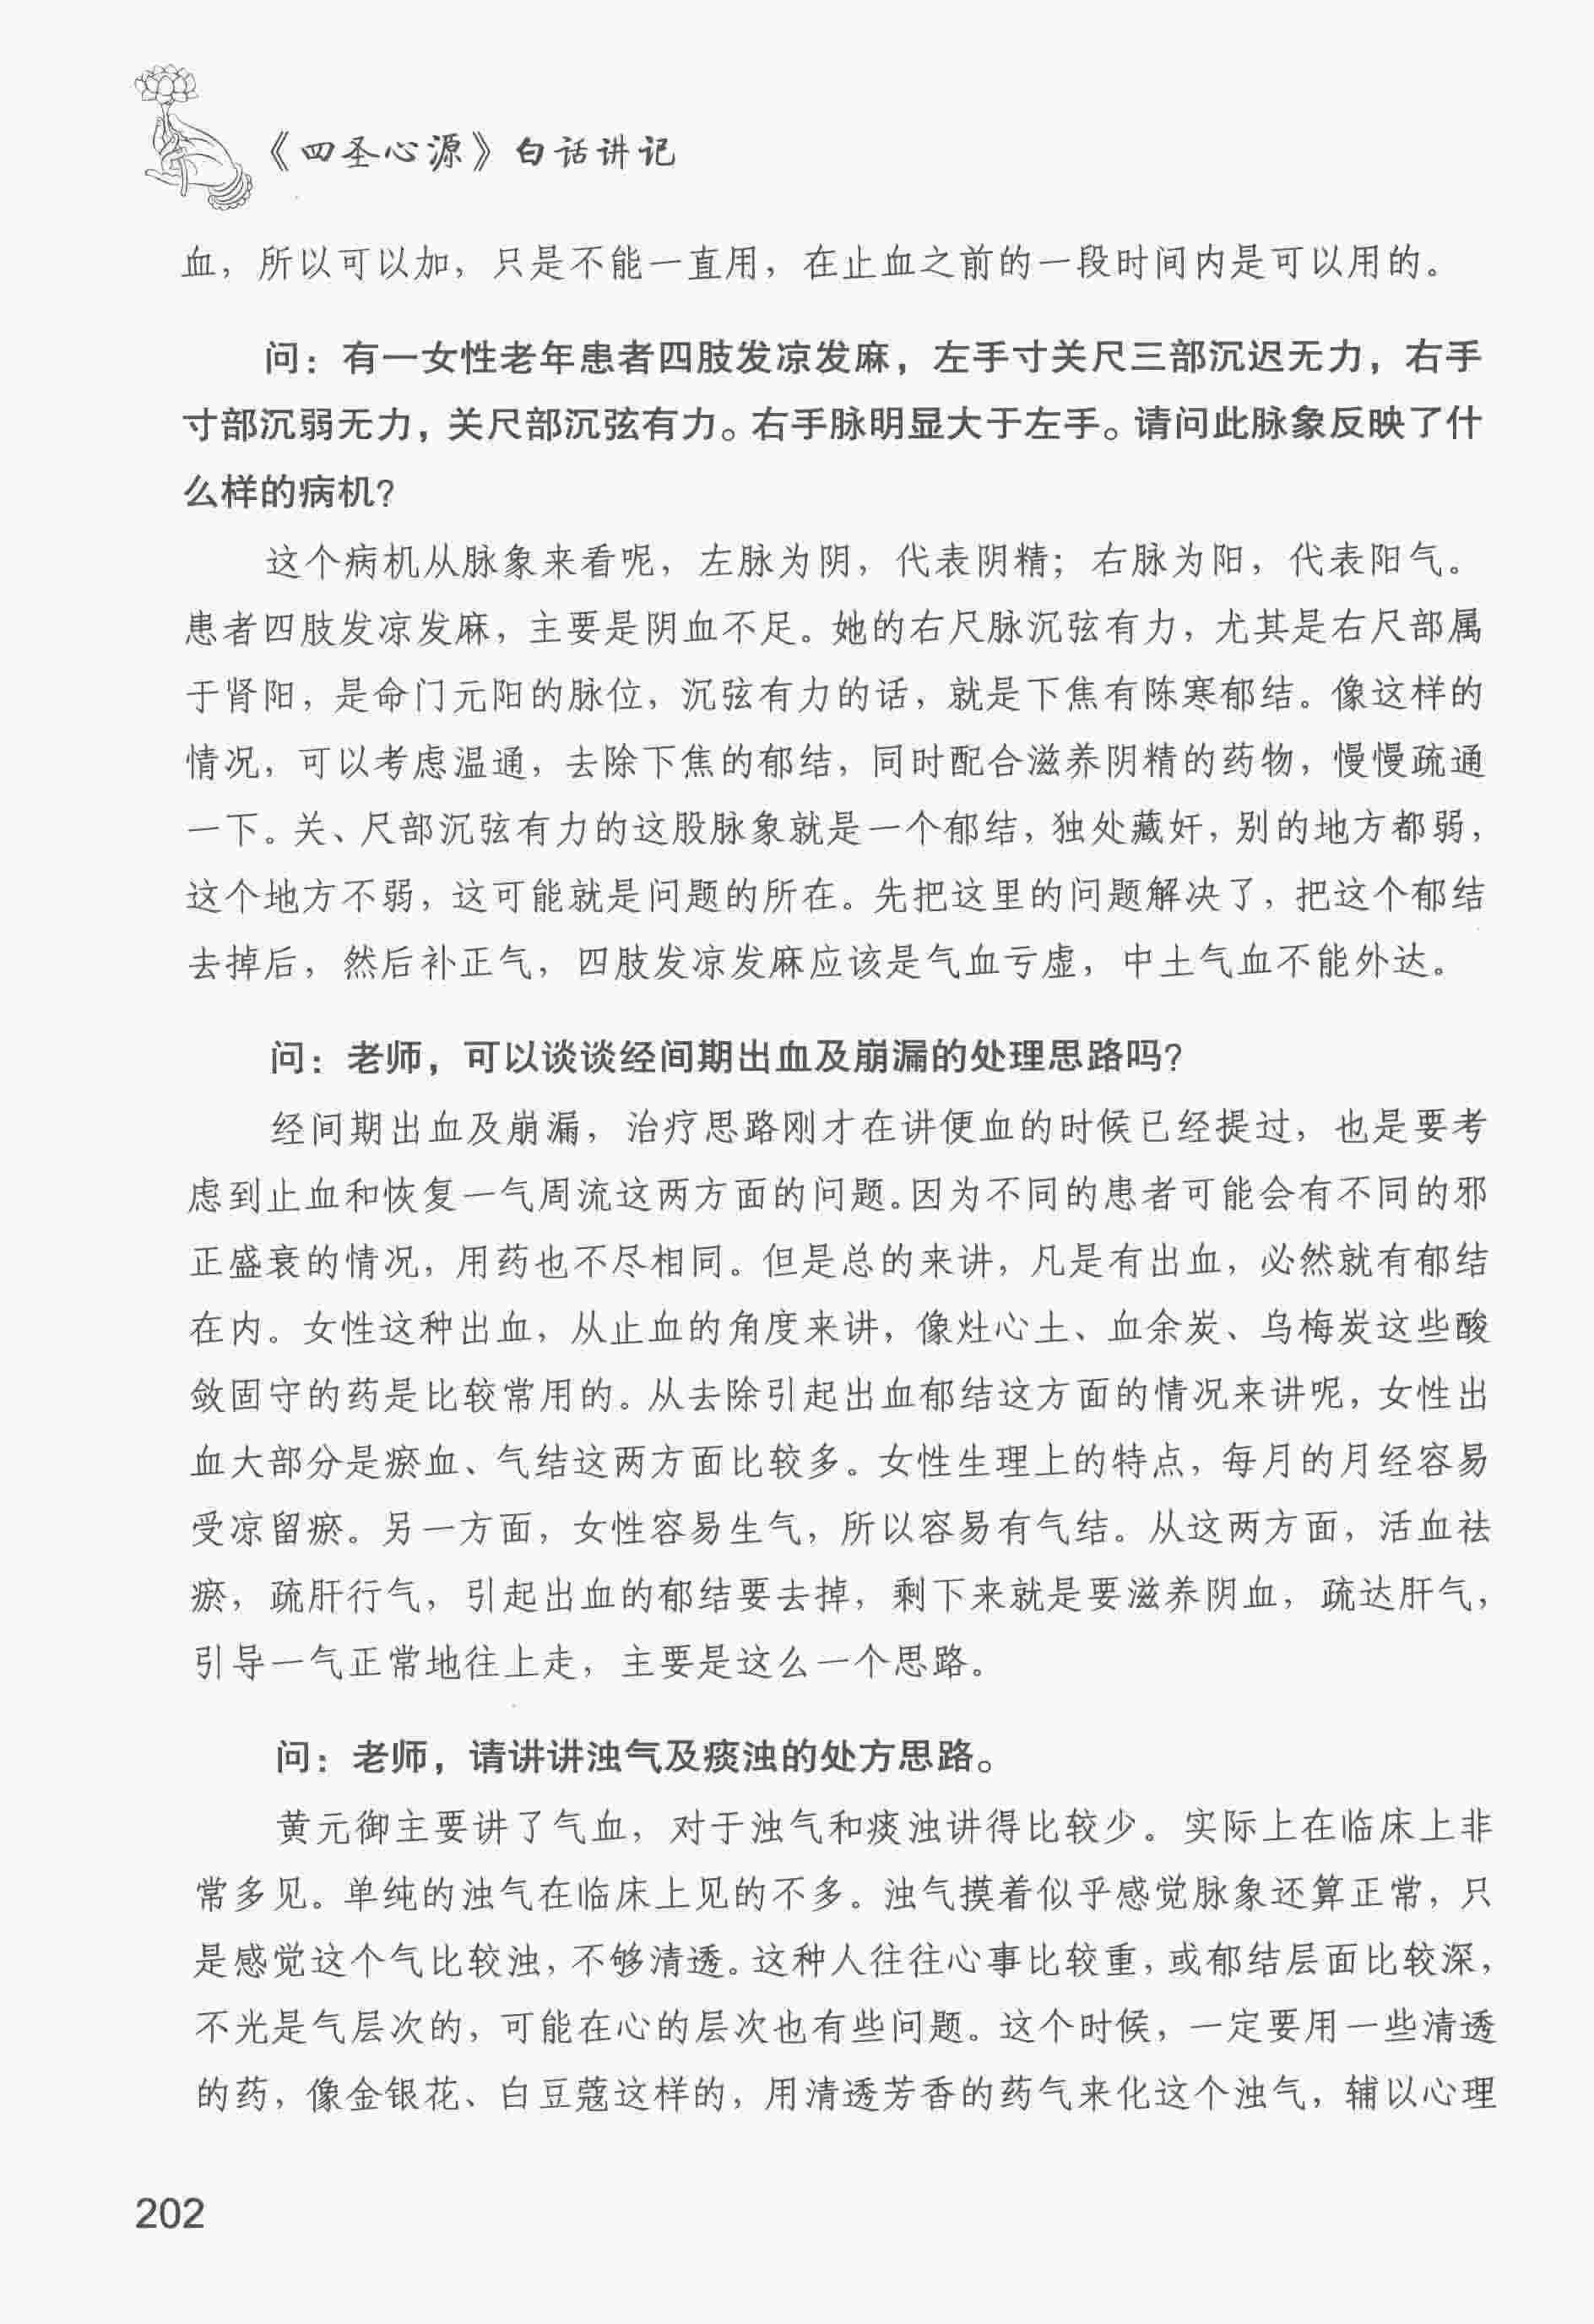 《四圣心源》白话讲记
血，所以可以加，只是不能一直用，在止血之前的一段时间内是可以用的。
问：有一女性老年患者四肢发凉发麻，左手寸关尺三部沉迟无力，右手
寸部沉弱无力，关尺部沉弦有力。右手脉明显大于左手。请问此脉象反映了什
么样的病机？
这个病机从脉象来看呢，左脉为阴，代表阴精；右脉为阳，代表阳气。
患者四肢发凉发麻，主要是阴血不足。她的右尺脉沉弦有力，尤其是右尺部属
于肾阳，是命门元阳的脉位，沉弦有力的话，就是下焦有陈寒郁结。像这样的
情况，可以考虑温通，去除下焦的郁结，同时配合滋养阴精的药物，慢慢疏通
一下。关、尺部沉弦有力的这股脉象就是一个郁结，独处藏奸，别的地方都弱，
这个地方不弱，这可能就是问题的所在。先把这里的问题解决了，把这个郁结
去掉后，然后补正气，四肢发凉发麻应该是气血亏虚，中土气血不能外达。
问：老师，可以谈谈经间期出血及崩漏的处理思路吗？
经间期出血及崩漏，治疗思路刚才在讲便血的时候已经提过，也是要考
虑到止血和恢复一气周流这两方面的问题。因为不同的患者可能会有不同的邪
正盛衰的情况，用药也不尽相同。但是总的来讲，凡是有出血，必然就有郁结
在内。女性这种出血，从止血的角度来讲，像灶心土、血余炭、乌梅炭这些酸
敛固守的药是比较常用的。从去除引起出血郁结这方面的情况来讲呢，女性出
血大部分是瘀血、气结这两方面比较多。女性生理上的特点，每月的月经容易
受凉留瘀。另一方面，女性容易生气，所以容易有气结。从这两方面，活血祛
瘀，疏肝行气，引起出血的郁结要去掉，剩下来就是要滋养阴血，疏达肝气，
引导一气正常地往上走，主要是这么一个思路。
问：老师，请讲讲浊气及痰浊的处方思路。
黄元御主要讲了气血，对于浊气和痰浊讲得比较少。实际上在临床上非
常多见。单纯的浊气在临床上见的不多。浊气摸着似乎感觉脉象还算正常，只
是感觉这个气比较浊，不够清透。这种人往往心事比较重，或郁结层面比较深，
不光是气层次的，可能在心的层次也有些问题。这个时候，一定要用一些清透
的药，像金银花、白豆蔻这样的，用清透芳香的药气来化这个浊气，辅以心理
202